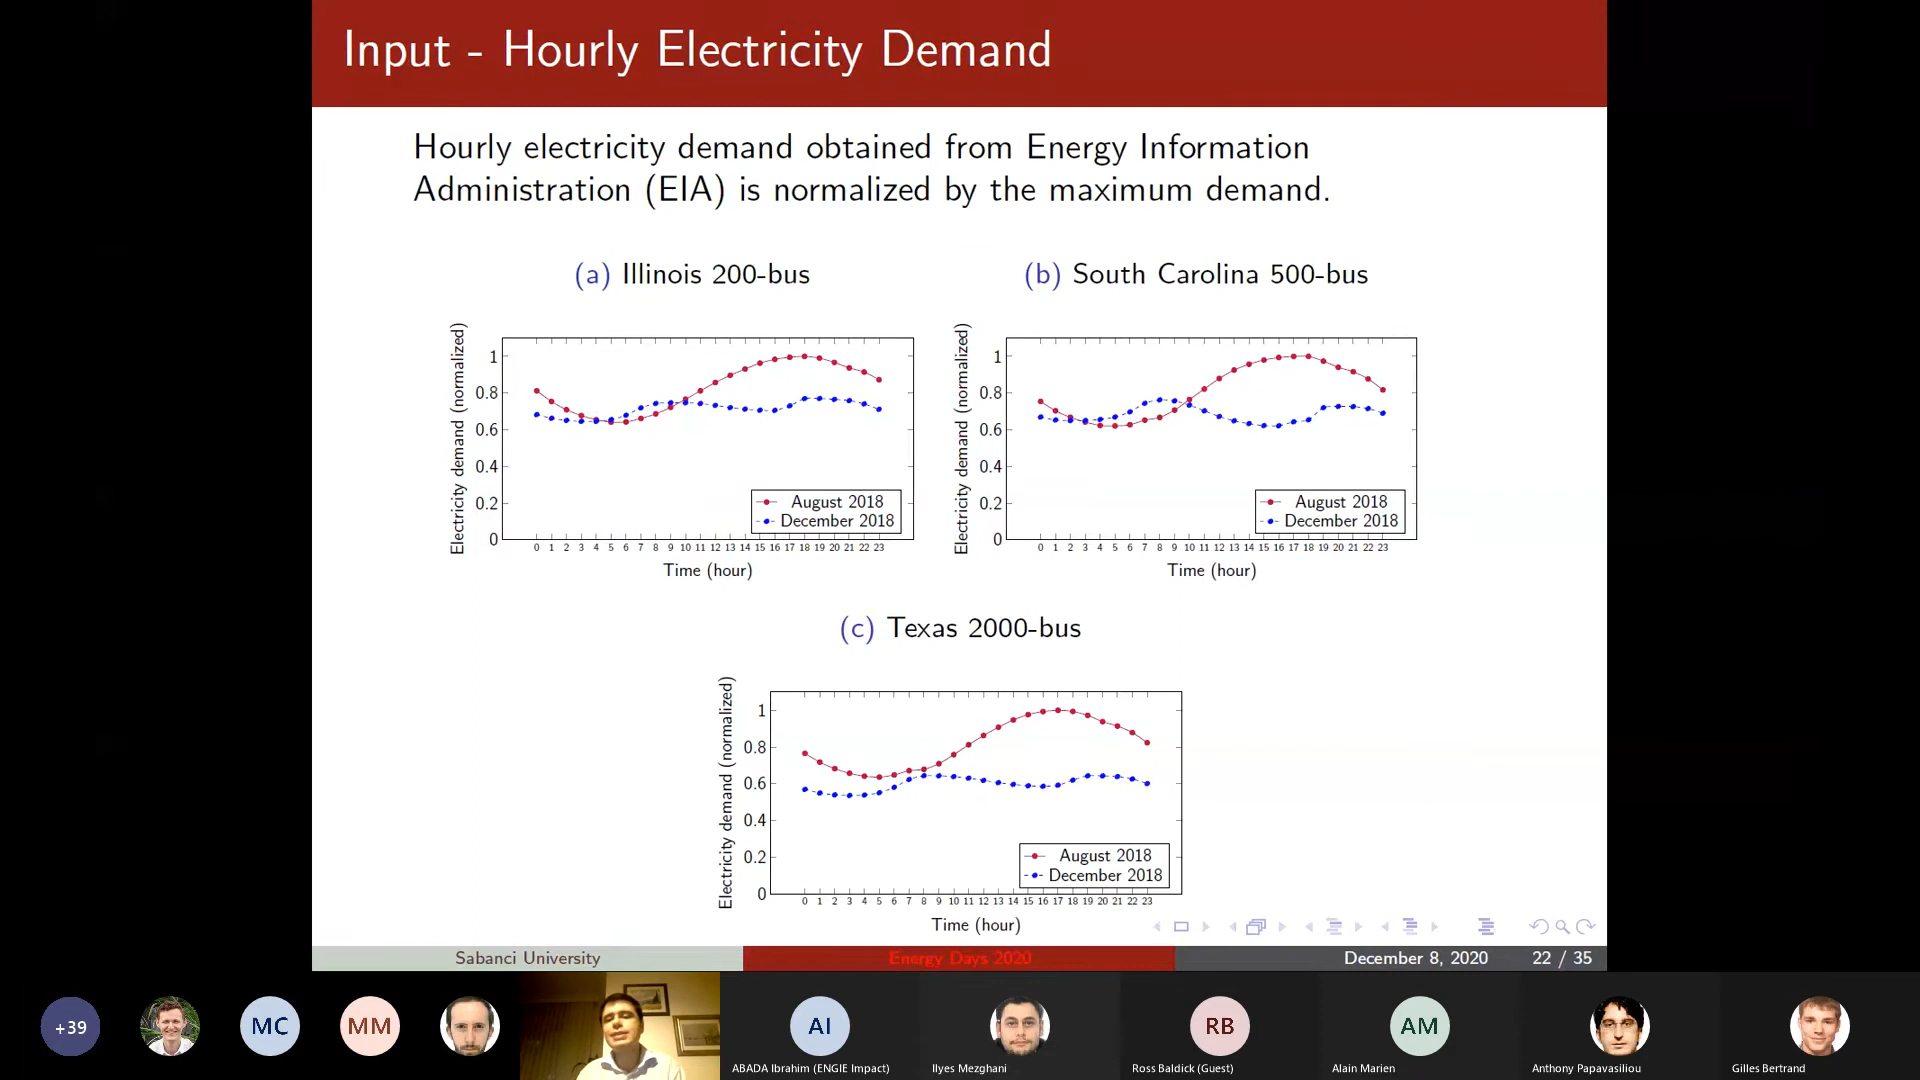 Input - Hourly Electricity Demand
Hourly electricity demand obtained from Energy Information
Administration (EIA) is normalized by the maximum demand.
(a) Illinois 200-bus
Electricity demand (normalized)
1
0.8
0.6
0.4
0.2
0
August 2018
December 2018
0 1 2 3 4 5 6 7 8 9 10 11 12 13 14 15 16 17 18 19 20 21 22 23
Time (hour)
(b) South Carolina 500-bus
Electricity demand (normalized)
1
0.8
0.6
0.4
0.2
0
August 2018
December 2018
0 1 2 3 4 5 6 7 8 9 10 11 12 13 14 15 16 17 18 19 20 21 22 23
Time (hour)
(c) Texas 2000-bus
Electricity demand (normalized)
1
0.8
0.6
0.4
0.2
0
August 2018
December 2018
0 1 2 3 4 5 6 7 8 9 10 11 12 13 14 15 16 17 18 19 20 21 22 23
Time (hour)
Sabanci University
Energy Days 2020
December 8, 2020 22 / 35
+39
MC
MM
AI
RB
AM
ABADA Ibrahim (ENGIE Impact)
Ilyes Mezghani
Ross Baldick (Guest)
Alain Marien
Anthony Papavasiliou
Gilles Bertrand